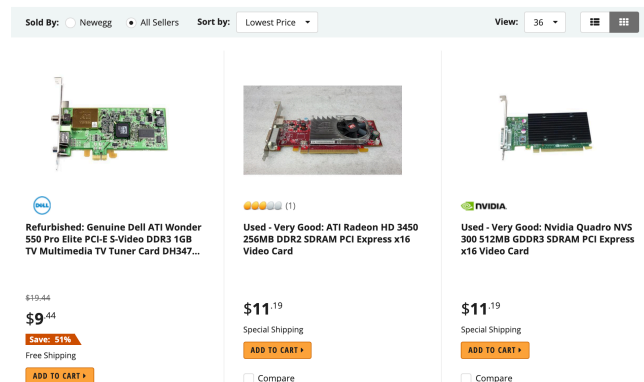 Sold By: Newegg All Sellers Sort by: Lowest Price View: 36
DELL
Refurbished: Genuine Dell ATI Wonder
550 Pro Elite PCI-E S-Video DDR3 1GB
TV Multimedia TV Tuner Card DH347...
$19.44
$9.44
Save: 51%
Free Shipping
ADD TO CART
(1)
Used - Very Good: ATI Radeon HD 3450
256MB DDR2 SDRAM PCI Express x16
Video Card
$11.19
Special Shipping
ADD TO CART
Compare
NVIDIA.
Used - Very Good: Nvidia Quadro NVS
300 512MB GDDR3 SDRAM PCI Express
x16 Video Card
$11.19
Special Shipping
ADD TO CART
Compare